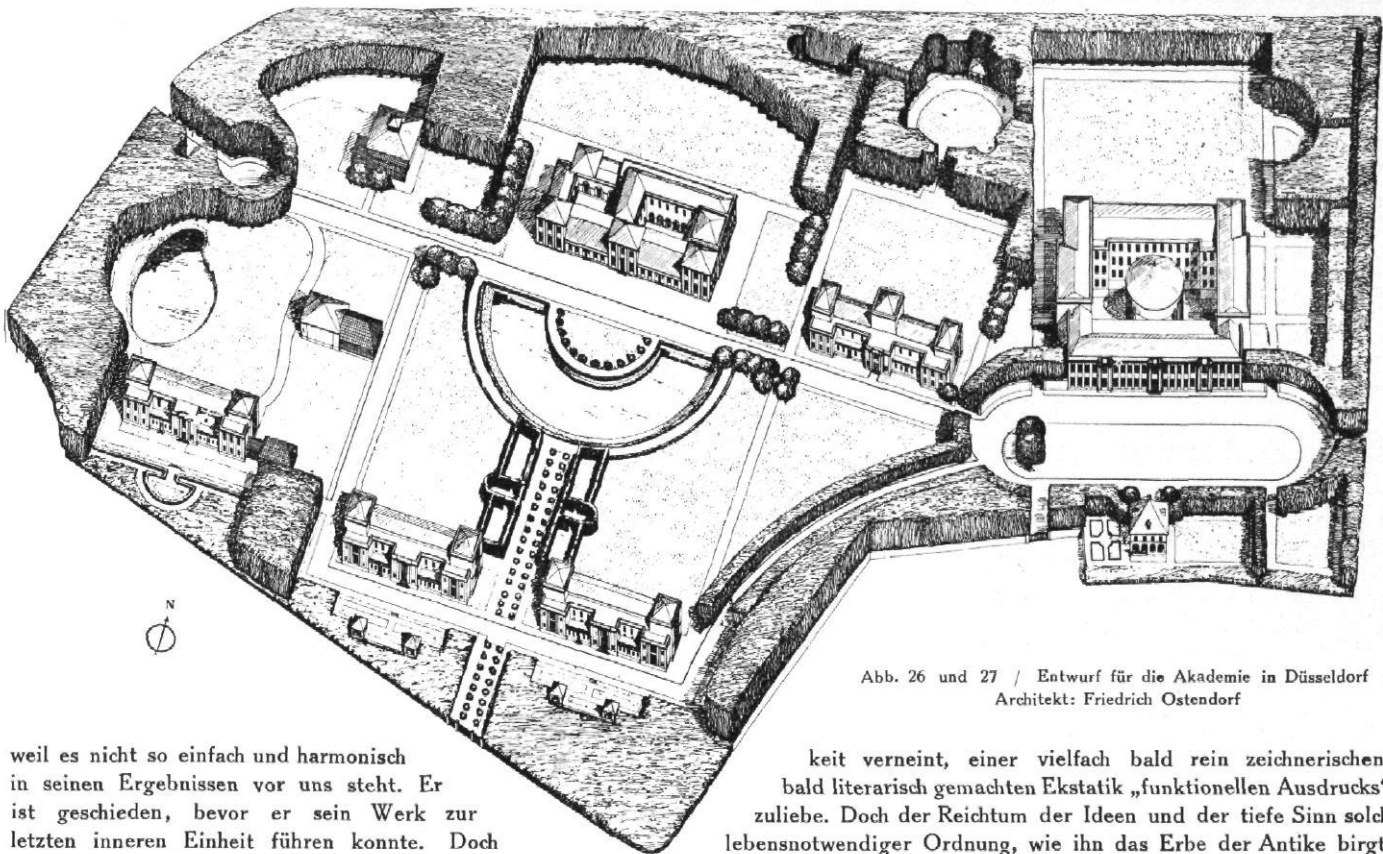 N
Abb. 26 und 27 / Entwurf für die Akademie in Düsseldorf
Architekt: Friedrich Ostendorf
weil es nicht so einfach und harmonisch
in seinen Ergebnissen vor uns steht. Er
ist geschieden, bevor er sein Werk zur
letzten inneren Einheit führen konnte. Doch
keit verneint, einer vielfach bald rein zeichnerischen
bald literarisch gemachten Ekstatik „funktionellen Ausdrucks“
zuliebe. Doch der Reichtum der Ideen und der tiefe Sinn solch
lebensnotwendiger Ordnung, wie ihn das Erbe der Antike birgt